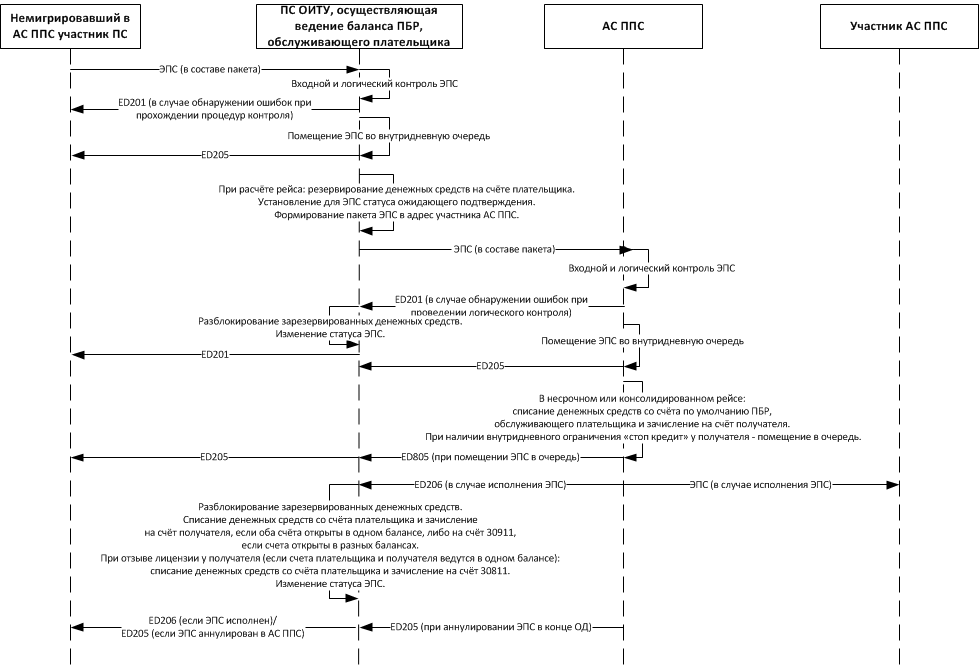 Немигрировавший в
АС ППС участник ПС
ПС ОИТУ, осуществляющая
ведение баланса ПБР,
обслуживающего плательщика
АС ППС
Участник АС ППС
ЭПС (в составе пакета)
Входной и логический контроль ЭПС
ED201 (в случае обнаружении ошибок при
прохождении процедур контроля)
Помещение ЭПС во внутридневную очередь
ED205
При расчёте рейса: резервирование денежных средств на счёте плательщика.
Установление для ЭПС статуса ожидающего подтверждения.
Формирование пакета ЭПС в адрес участника АС ППС.
ЭПС (в составе пакета)
Входной и логический контроль ЭПС
ED201 (в случае обнаружении ошибок при
проведении логического контроля)
Разблокирование зарезервированных денежных средств.
Изменение статуса ЭПС.
Помещение ЭПС во внутридневную очередь
ED201
ED205
В несрочном или консолидированном рейсе:
списание денежных средств со счёта по умолчанию ПБР,
обслуживающего плательщика и зачисление на счёт получателя.
При наличии внутридневного ограничения «стоп кредит» у получателя - помещение в очередь.
ED205
ED805 (при помещении ЭПС в очередь)
ED206 (в случае исполнения ЭПС)
ЭПС (в случае исполнения ЭПС)
Разблокирование зарезервированных денежных средств.
Списание денежных средств со счёта плательщика и зачисление
на счёт получателя, если оба счёта открыты в одном балансе, либо на счёт 30911,
если счета открыты в разных балансах.
При отзыве лицензии у получателя (если счета плательщика и получателя ведутся в одном балансе):
списание денежных средств со счёта плательщика и зачисление на счёт 30811.
Изменение статуса ЭПС.
ED206 (если ЭПС исполнен)/
ED205 (если ЭПС аннулирован в АС ППС)
ED205 (при аннулировании ЭПС в конце ОД)